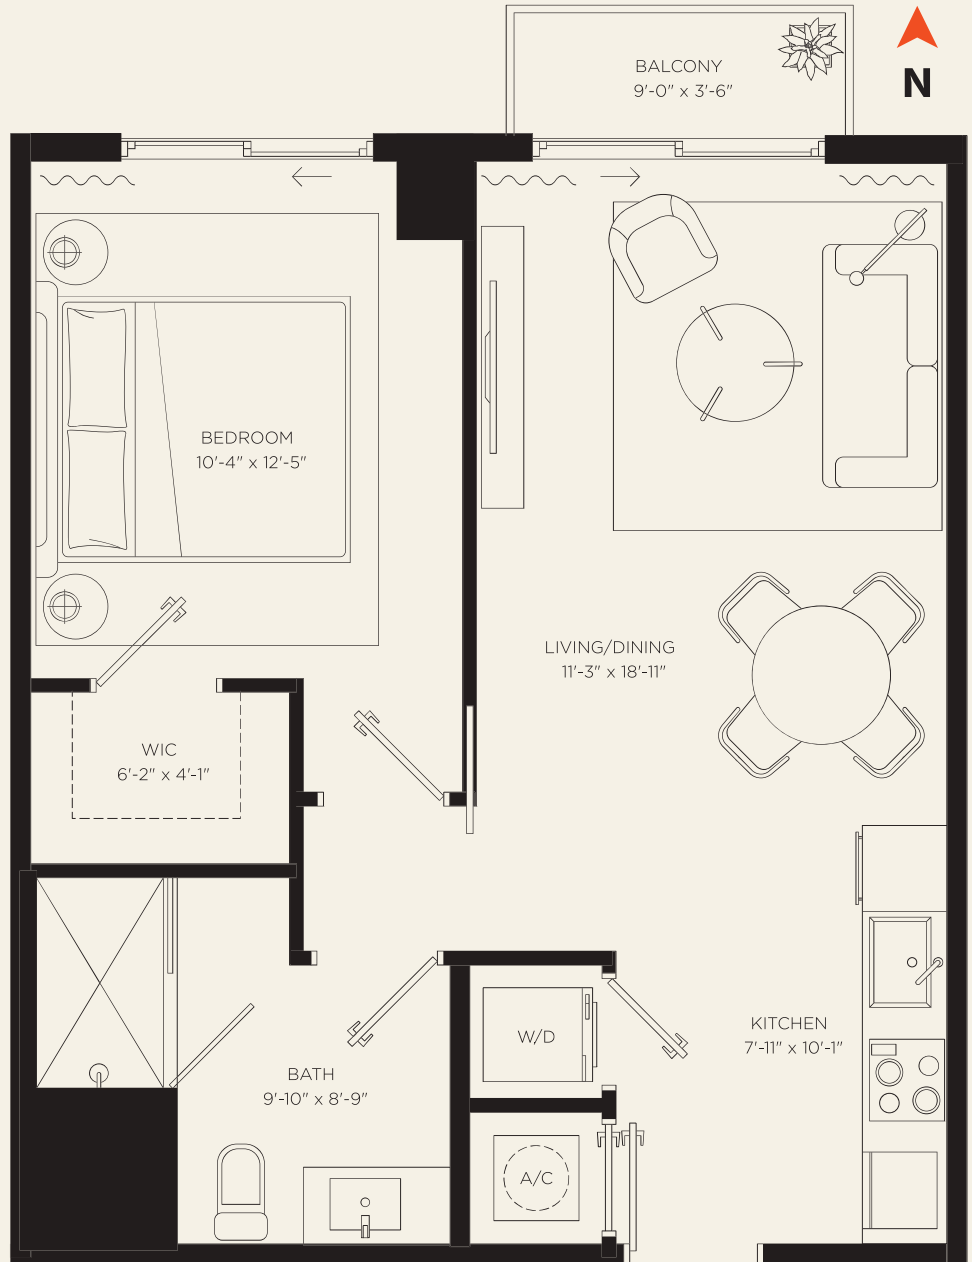 BALCONY
9'-0" x 3'-6"
N
BEDROOM
10'-4" x 12'-5"
LIVING/DINING
11'-3" x 18'-11"
WIC
6'-2" x 4'-1"
W/D
KITCHEN
7'-11" x 10'-1"
BATH
9'-10" x 8'-9"
A/C